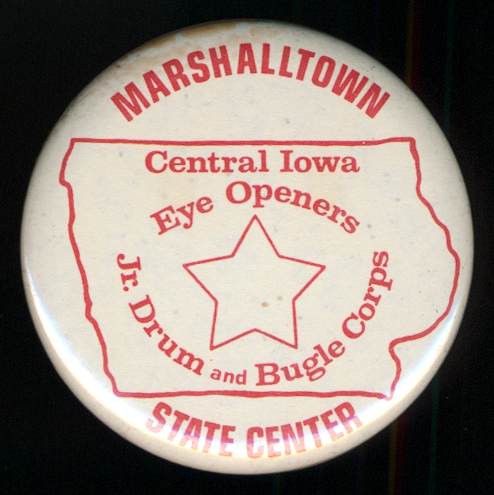 MARSHALLTOWN
Central Iowa
Eye Openers
Jr. Drum and Bugle Corps
STATE CENTER